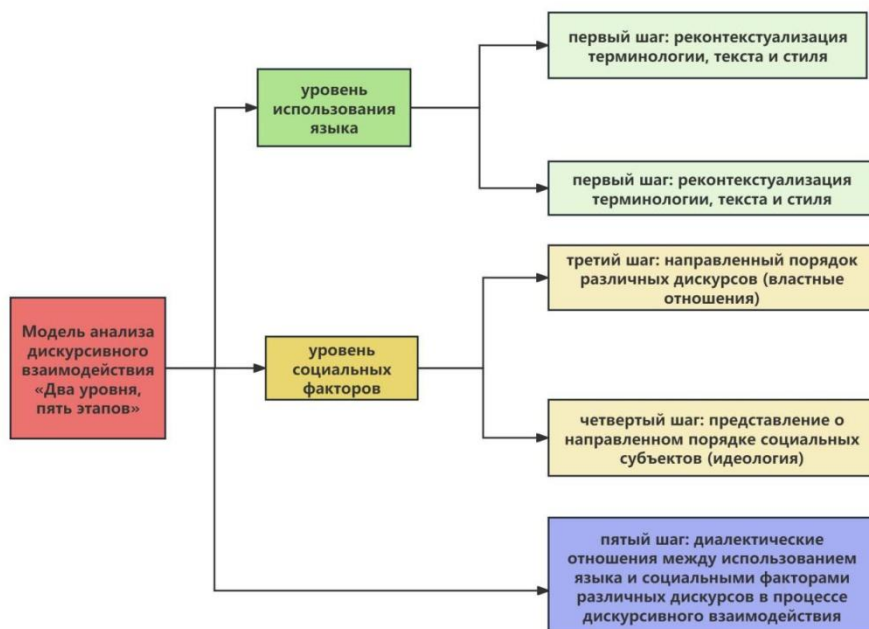 Модель анализа
дискурсивного
взаимодействия
«Два уровня,
пять этапов»
уровень
использования
языка
первый шаг: реконтекстуализация
терминологии, текста и стиля
первый шаг: реконтекстуализация
терминологии, текста и стиля
уровень
социальных
факторов
третий шаг: направленный порядок
различных дискурсов (властные
отношения)
четвертый шаг: представление о
направленном порядке социальных
субъектов (идеология)
пятый шаг: диалектические
отношения между использованием
языка и социальными факторами
различных дискурсов в процессе
дискурсивного взаимодействия